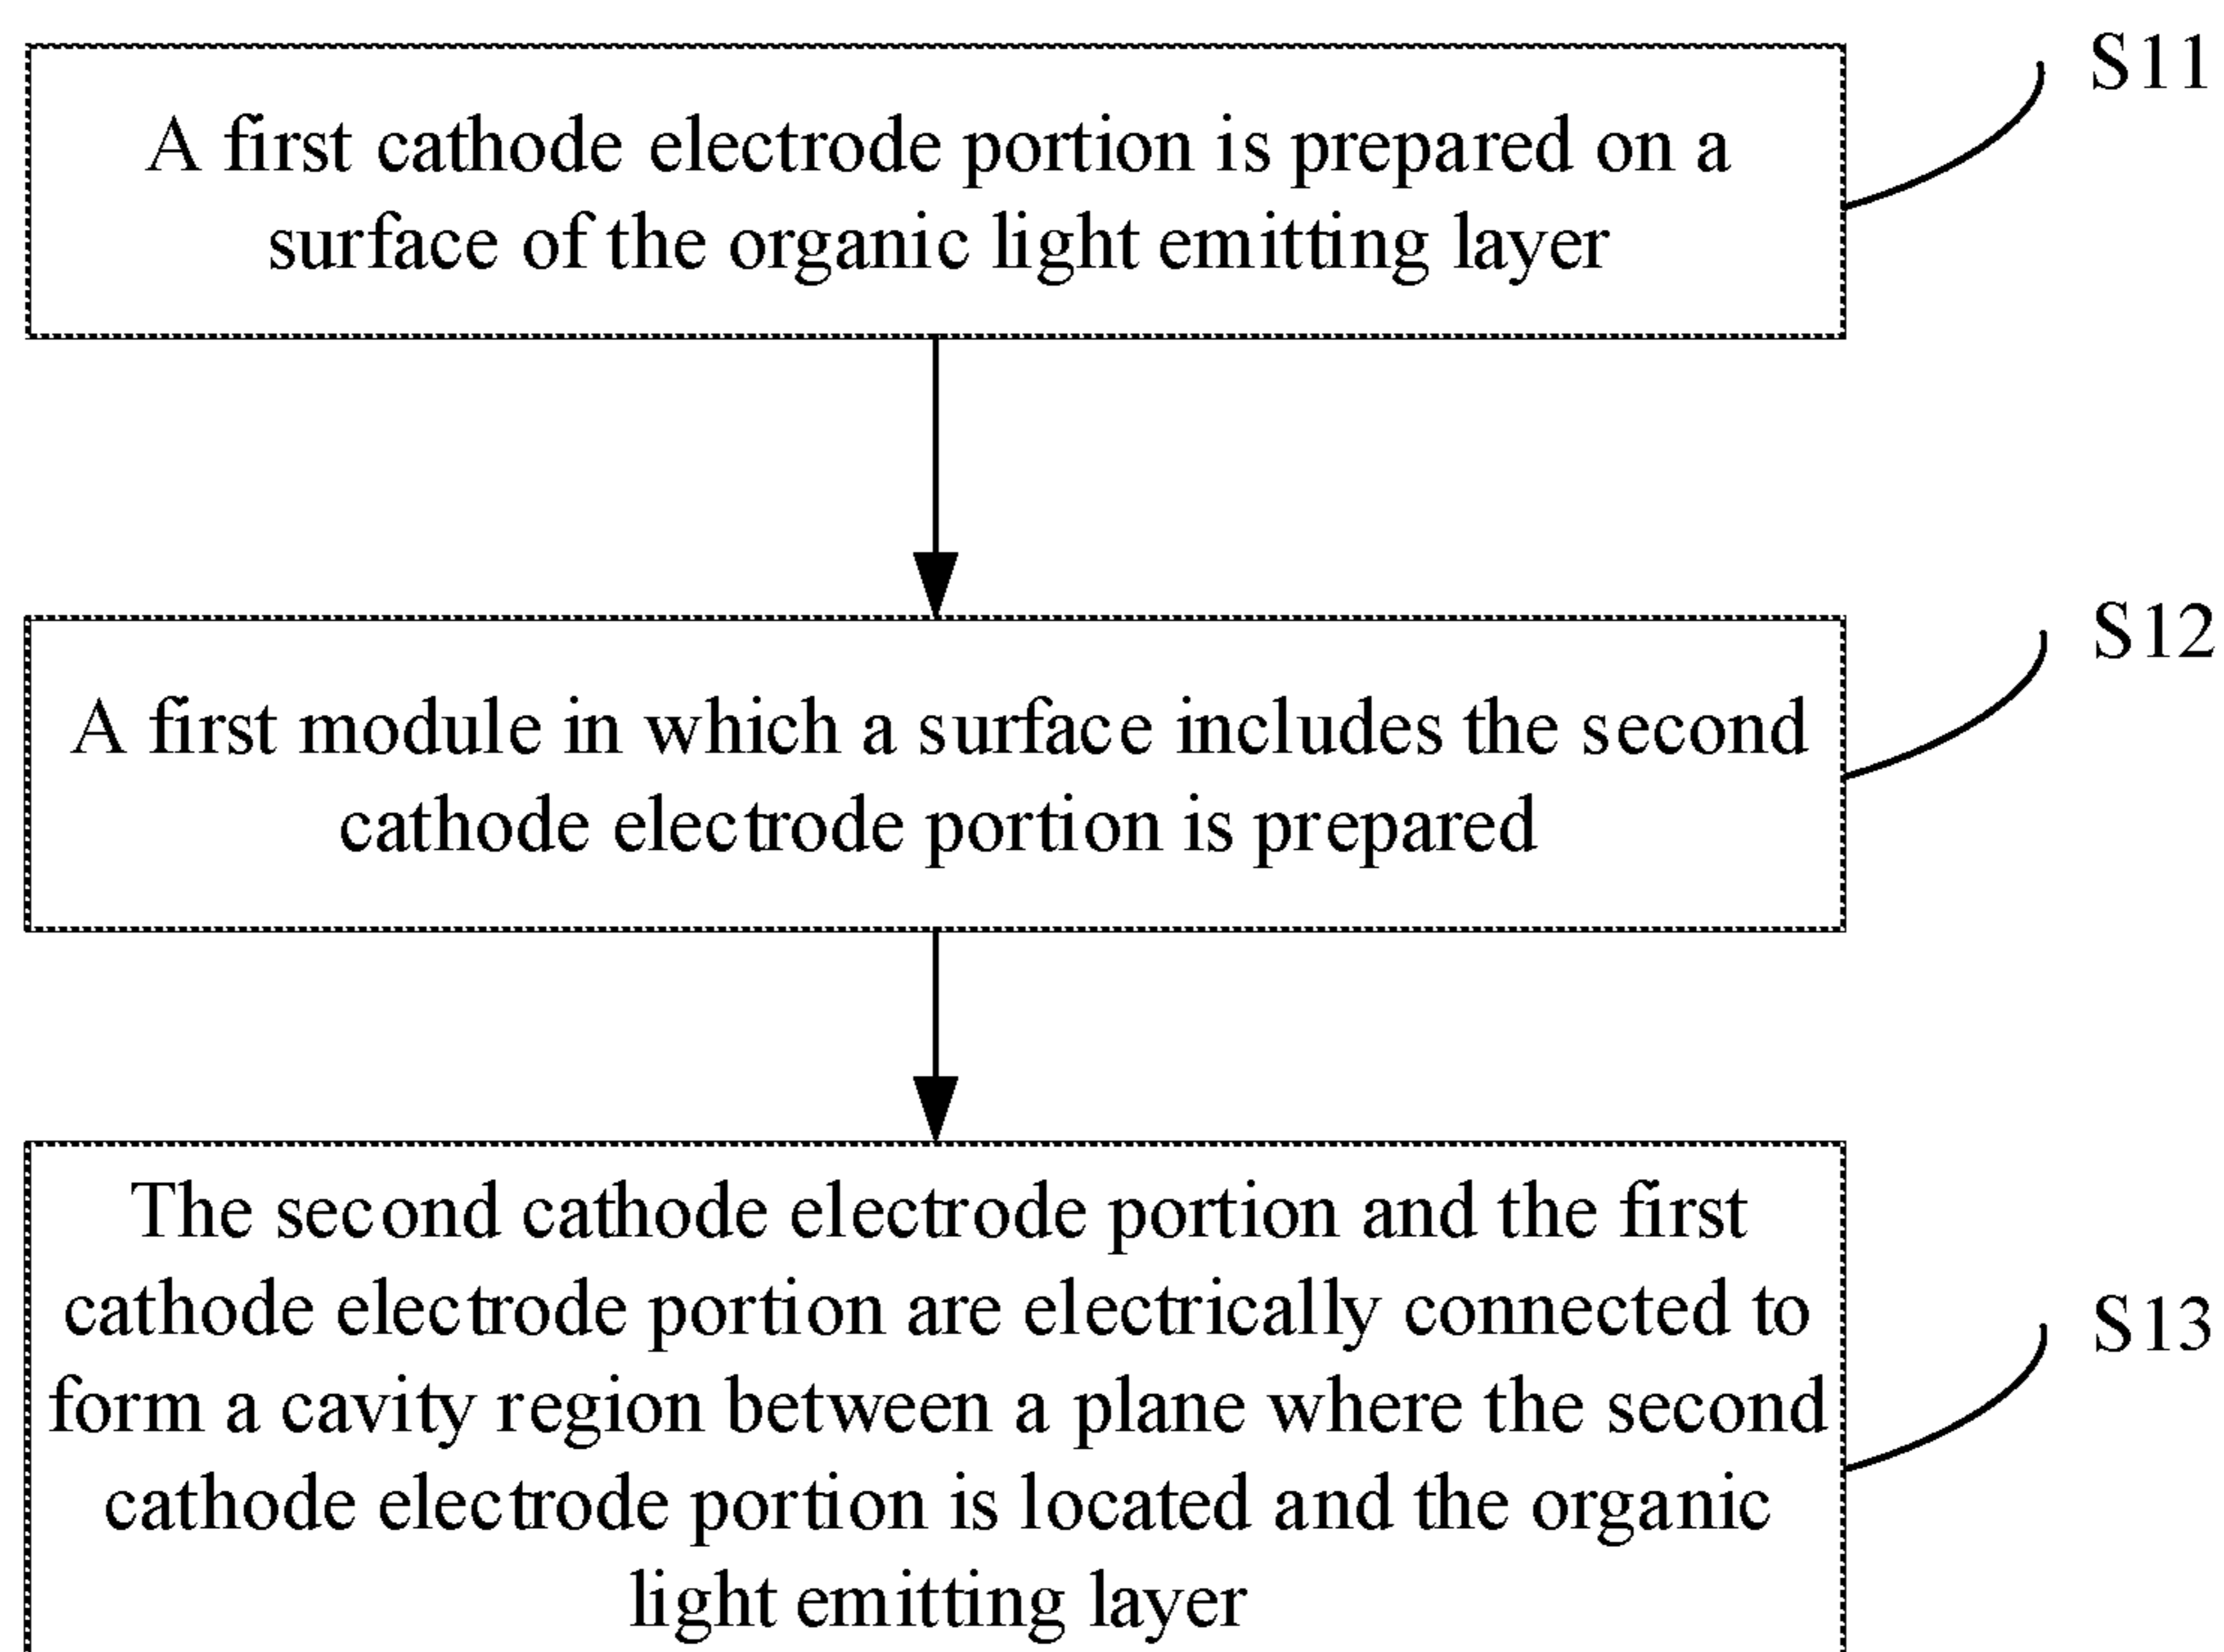 S11
A first cathode electrode portion is prepared on a
surface of the organic light emitting layer
S12
A first module in which a surface includes the second
cathode electrode portion is prepared
The second cathode electrode portion and the first
cathode electrode portion are electrically connected to
S13
form a cavity region between a plane where the second
cathode electrode portion is located and the organic
light emitting layer